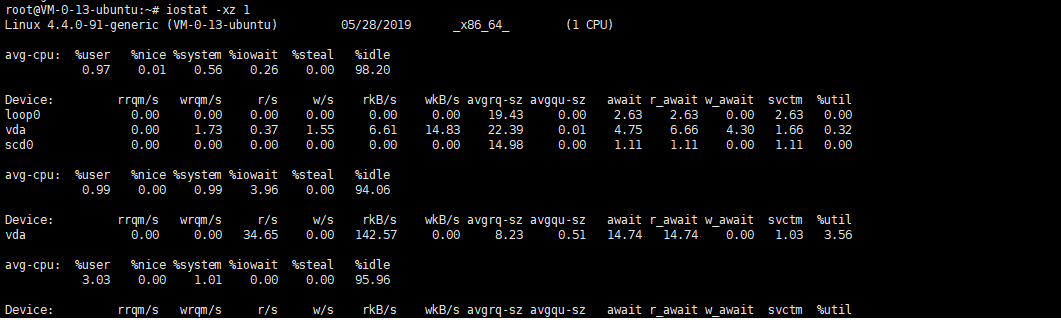 root@VM-0-13-ubuntu:~# iostat -xz 1
Linux 4.4.0-91-generic (VM-0-13-ubuntu)         05/28/2019      _x86_64_        (1 CPU)
avg-cpu:  %user   %nice %system %iowait  %steal   %idle
           0.97    0.01    0.56    0.26    0.00   98.20
Device:         rrqm/s   wrqm/s     r/s     w/s    rkB/s    wkB/s avgrq-sz avgqu-sz   await r_await w_await  svctm  %util
loop0             0.00     0.00    0.00    0.00     0.00     0.00    19.43     0.00    2.63    2.63    0.00   2.63   0.00
vda               0.00     1.73    0.37    1.55     6.61    14.83    22.39     0.01    4.75    6.66    4.30   1.66   0.32
scd0              0.00     0.00    0.00    0.00     0.00     0.00    14.98     0.00    1.11    1.11    0.00   1.11   0.00
avg-cpu:  %user   %nice %system %iowait  %steal   %idle
           0.99    0.00    0.99    3.96    0.00   94.06
Device:         rrqm/s   wrqm/s     r/s     w/s    rkB/s    wkB/s avgrq-sz avgqu-sz   await r_await w_await  svctm  %util
vda               0.00     0.00   34.65    0.00   142.57     0.00     8.23     0.51   14.74   14.74    0.00   1.03   3.56
avg-cpu:  %user   %nice %system %iowait  %steal   %idle
           3.03    0.00    1.01    0.00    0.00   95.96
Device:         rrqm/s   wrqm/s     r/s     w/s    rkB/s    wkB/s avgrq-sz avgqu-sz   await r_await w_await  svctm  %util